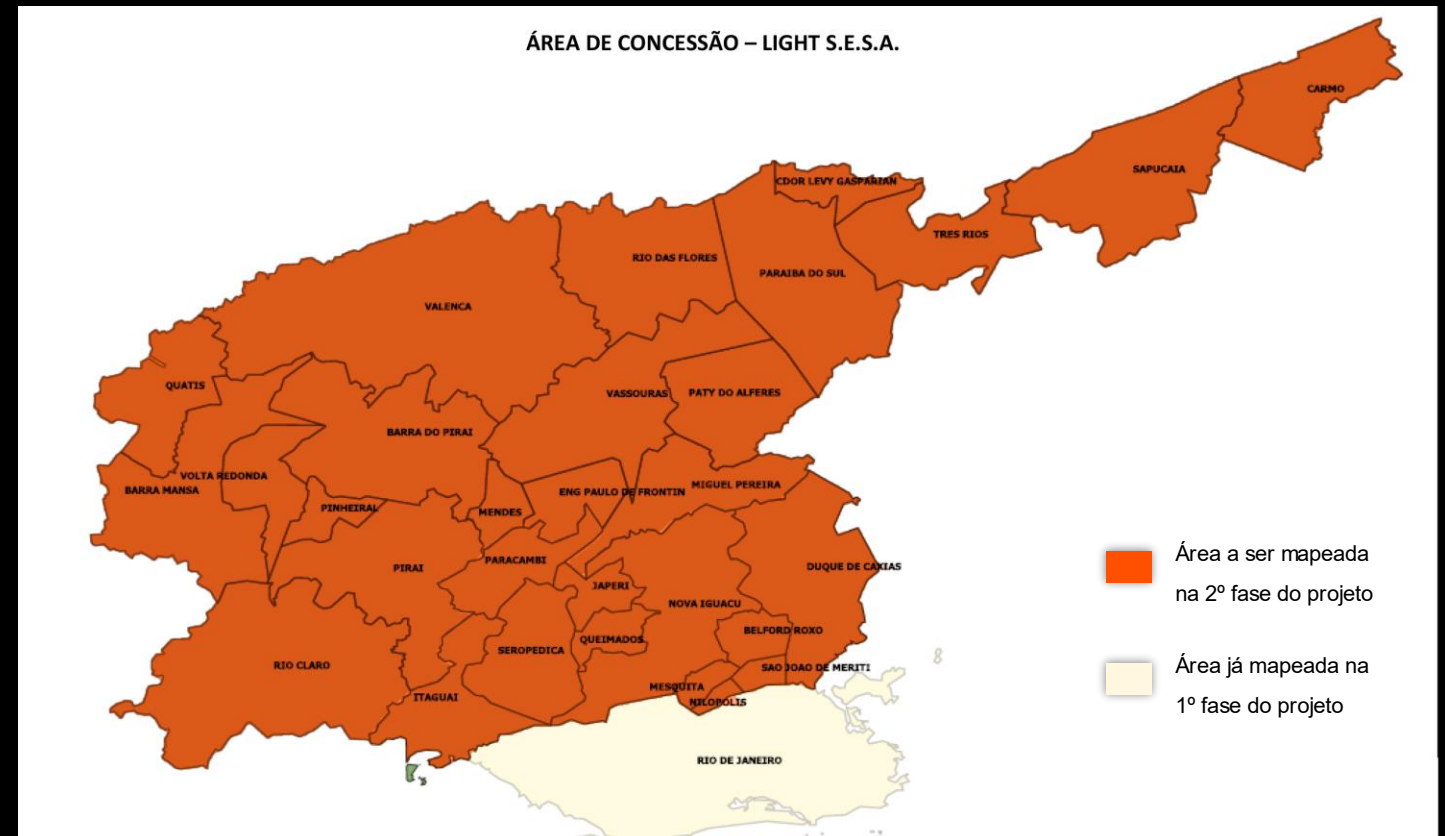 ÁREA DE CONCESSÃO – LIGHT S.E.S.A.
CARMO
SAPUCAIA
CDOR LEVY GASPARIAN
TRES RIOS
RIO DAS FLORES
PARAIBA DO SUL
VALENCA
QUATIS
VASSOURAS
PATY DO ALFERES
BARRA DO PIRAI
VOLTA REDONDA
BARRA MANSA
ENG PAULO DE FRONTIN
MIGUEL PEREIRA
PINHEIRAL
MENDES
PARACAMBI
PIRAI
DUQUE DE CAXIAS
JAPERI
NOVA IGUACU
BELFORD ROXO
QUEIMADOS
SEROPEDICA
RIO CLARO
SAO JOAO DE MERITI
MESQUITA
ITAGUAI
NILOPOLIS
RIO DE JANEIRO
Área a ser mapeada
na 2º fase do projeto
Área já mapeada na
1º fase do projeto